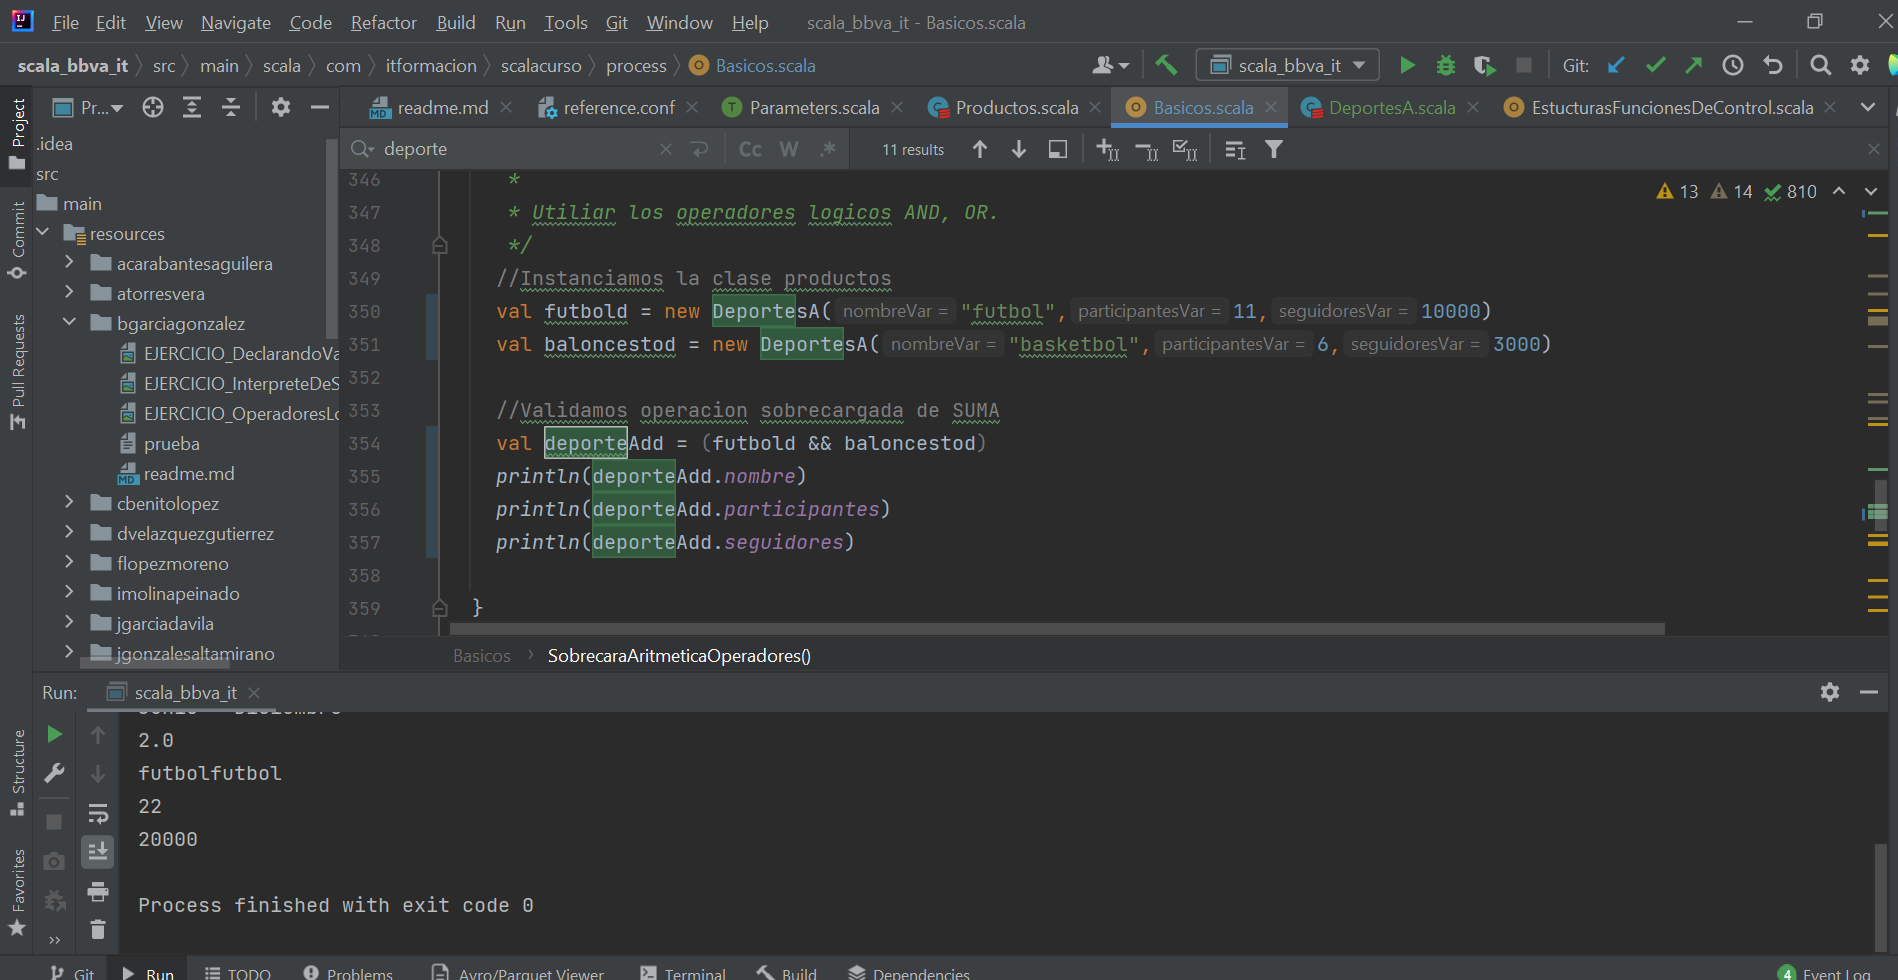 File Edit View Navigate Code Refactor Build Run Tools Git Window Help scala_bbva_it - Basicos.scala
scala_bbva_it src main scala com itformacion scalacurso process Basicos.scala scala_bbva_it Git:
Project Pr... readme.md reference.conf Parameters.scala Productos.scala Basicos.scala DeportesA.scala EstucturasFuncionesDeControl.scala
deporte Cc W .* 11 results
13 14 810
.idea
src
main
resources
acarabantesaguilera
atorresvera
bgarciagonzalez
EJERCICIO_DeclarandoVa
EJERCICIO_InterpreteDeS
EJERCICIO_OperadoresLo
prueba
readme.md
cbenitolopez
dvelazquezgutierrez
flopezmoreno
imolinapeinado
jgarciadavila
jgonzalesaltamirano
Commit
Pull Requests
346 *
347 * Utiliar los operadores logicos AND, OR.
348 */
349 //Instanciamos la clase productos
350 val futbold = new DeportesA( nombreVar = "futbol", participantesVar = 11, seguidoresVar = 10000)
351 val baloncestod = new DeportesA( nombreVar = "basketbol", participantesVar = 6, seguidoresVar = 3000)
352
353 //Validamos operacion sobrecargada de SUMA
354 val deporteAdd = (futbold && baloncestod)
355 println(deporteAdd.nombre)
356 println(deporteAdd.participantes)
357 println(deporteAdd.seguidores)
358
359 }
Basicos SobrecaraAritmeticaOperadores()
Run: scala_bbva_it
Structure
Favorites
2.0
futbolfutbol
22
20000
Process finished with exit code 0
Git Run TODO Problems Avro/Parquet Viewer Terminal Build Dependencies 4 Event Log